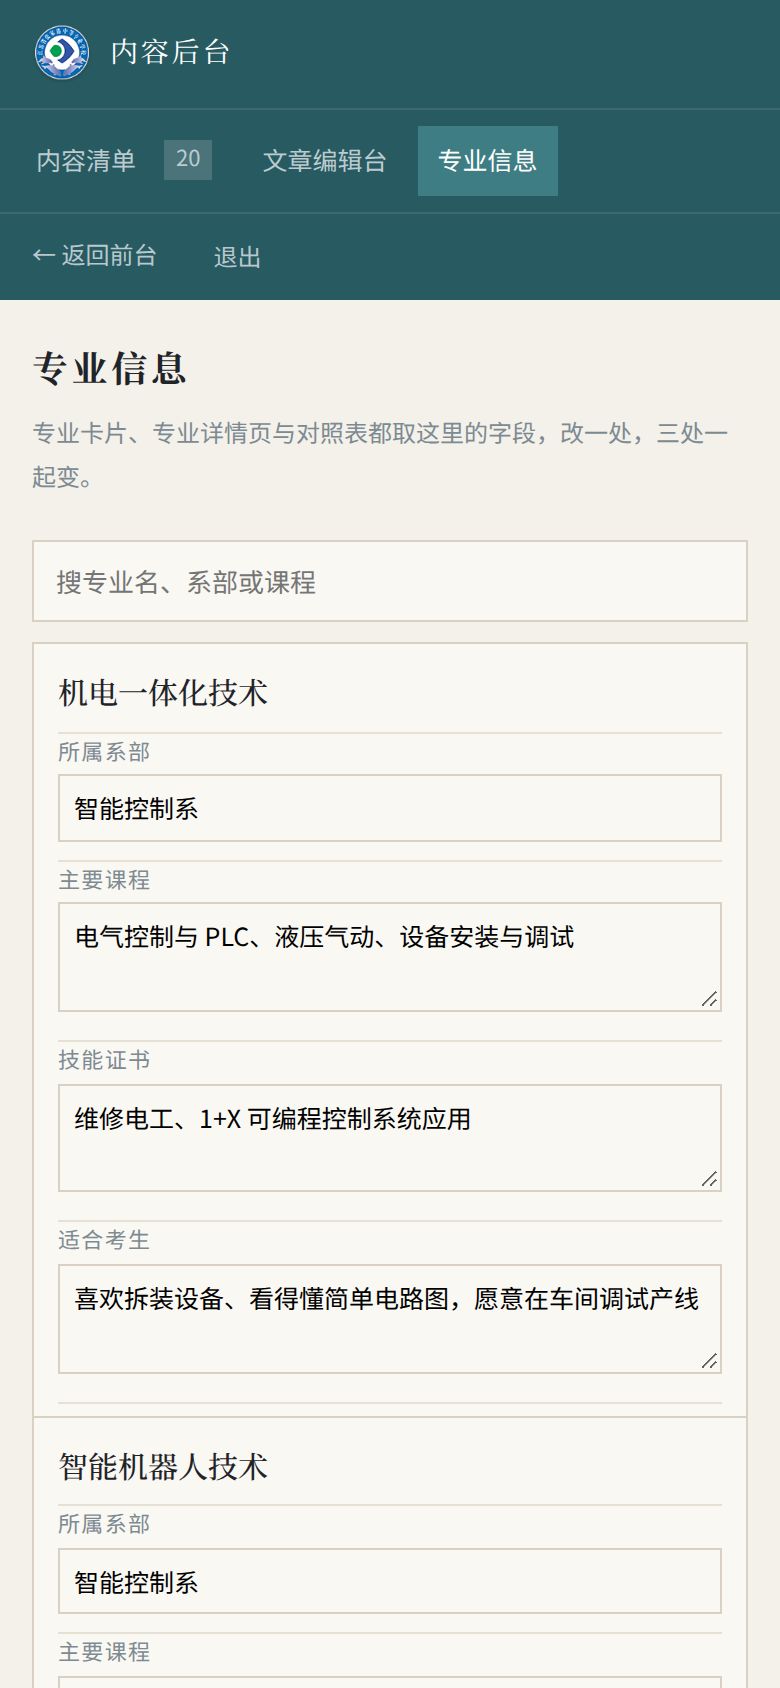 内容后台
内容清单 20 文章编辑台 专业信息
← 返回前台 退出
专业信息
专业卡片、专业详情页与对照表都取这里的字段，改一处，三处一
起变。
搜专业名、系部或课程
机电一体化技术
所属系部
智能控制系
主要课程
电气控制与 PLC、液压气动、设备安装与调试
技能证书
维修电工、1+X 可编程控制系统应用
适合考生
喜欢拆装设备、看得懂简单电路图，愿意在车间调试产线
智能机器人技术
所属系部
智能控制系
主要课程